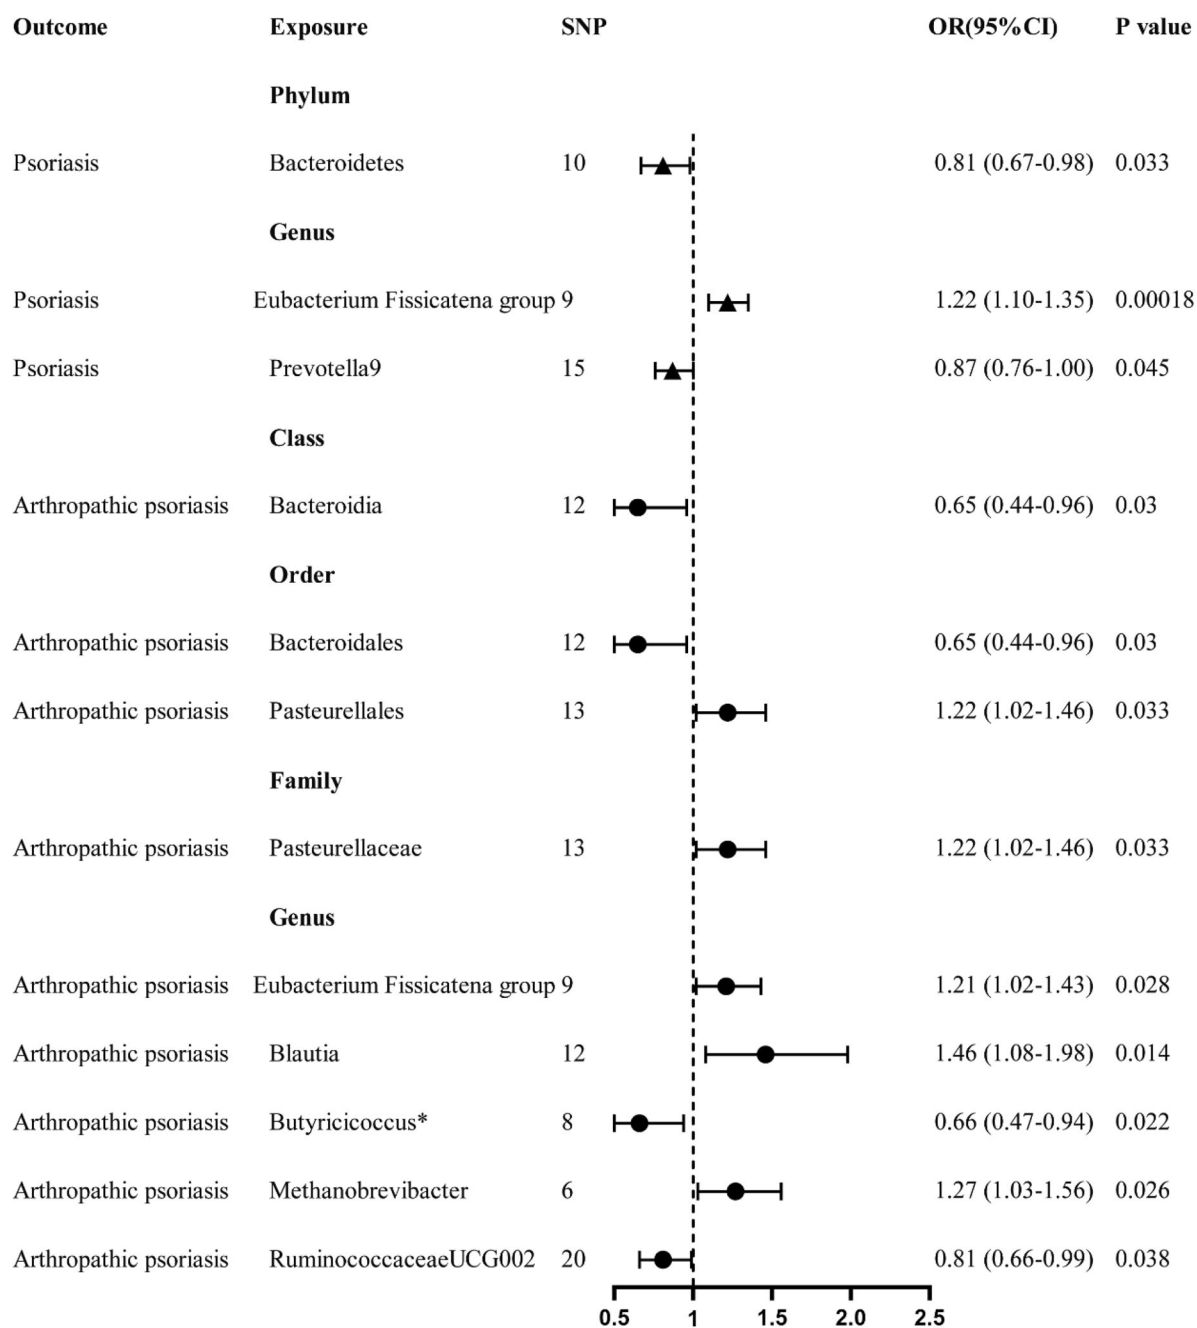 Outcome Exposure SNP OR(95%CI) P value
Phylum
Psoriasis Bacteroidetes 10 0.81 (0.67-0.98) 0.033
Genus
Psoriasis Eubacterium Fissicatena group 9 1.22 (1.10-1.35) 0.00018
Psoriasis Prevotella9 15 0.87 (0.76-1.00) 0.045
Class
Arthropathic psoriasis Bacteroidia 12 0.65 (0.44-0.96) 0.03
Order
Arthropathic psoriasis Bacteroidales 12 0.65 (0.44-0.96) 0.03
Arthropathic psoriasis Pasteurellales 13 1.22 (1.02-1.46) 0.033
Family
Arthropathic psoriasis Pasteurellaceae 13 1.22 (1.02-1.46) 0.033
Genus
Arthropathic psoriasis Eubacterium Fissicatena group 9 1.21 (1.02-1.43) 0.028
Arthropathic psoriasis Blautia 12 1.46 (1.08-1.98) 0.014
Arthropathic psoriasis Butyricicoccus* 8 0.66 (0.47-0.94) 0.022
Arthropathic psoriasis Methanobrevibacter 6 1.27 (1.03-1.56) 0.026
Arthropathic psoriasis RuminococcaceaeUCG002 20 0.81 (0.66-0.99) 0.038
0.5 1 1.5 2.0 2.5